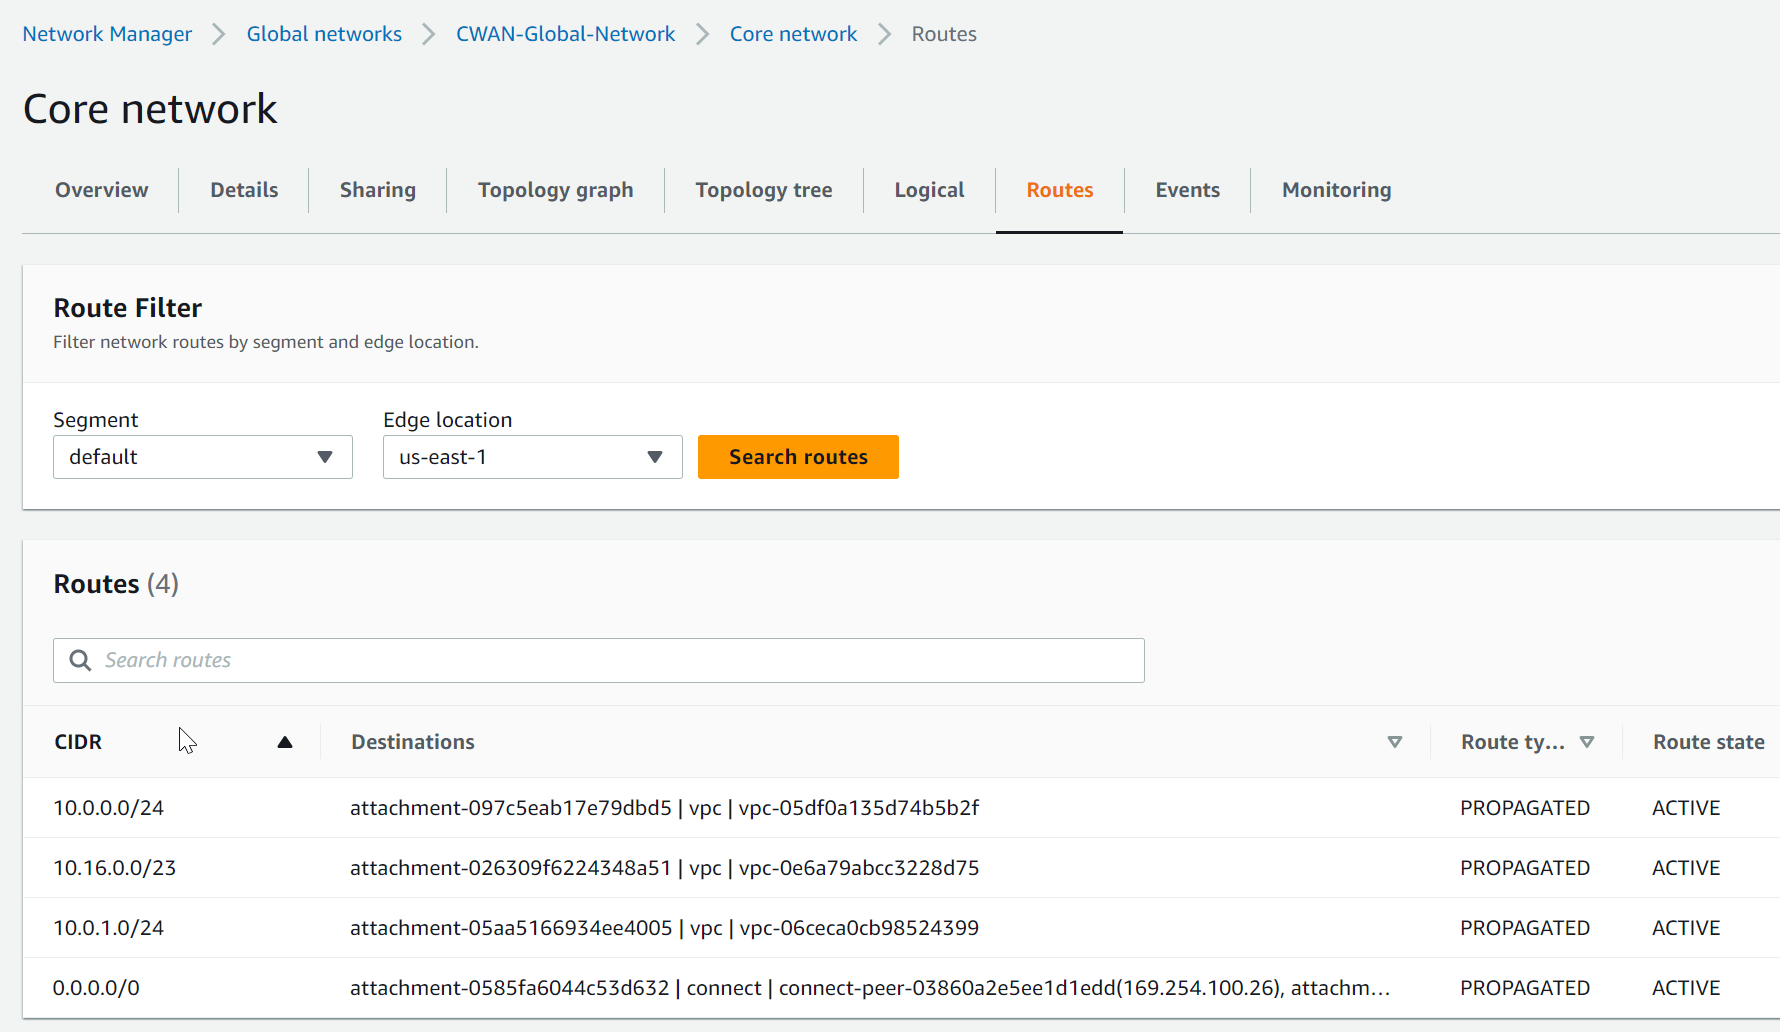 Network Manager > Global networks > CWAN-Global-Network > Core network > Routes
Core network
Overview Details Sharing Topology graph Topology tree Logical Routes Events Monitoring
Route Filter
Filter network routes by segment and edge location.
Segment Edge location
default us-east-1 Search routes
Routes (4)
Search routes
CIDR Destinations Route ty... Route state
10.0.0.0/24 attachment-097c5eab17e79dbd5 | vpc | vpc-05df0a135d74b5b2f PROPAGATED ACTIVE
10.16.0.0/23 attachment-026309f6224348a51 | vpc | vpc-0e6a79abcc3228d75 PROPAGATED ACTIVE
10.0.1.0/24 attachment-05aa5166934ee4005 | vpc | vpc-06ceca0cb98524399 PROPAGATED ACTIVE
0.0.0.0/0 attachment-0585fa6044c53d632 | connect | connect-peer-03860a2e5ee1d1edd(169.254.100.26), attachm... PROPAGATED ACTIVE